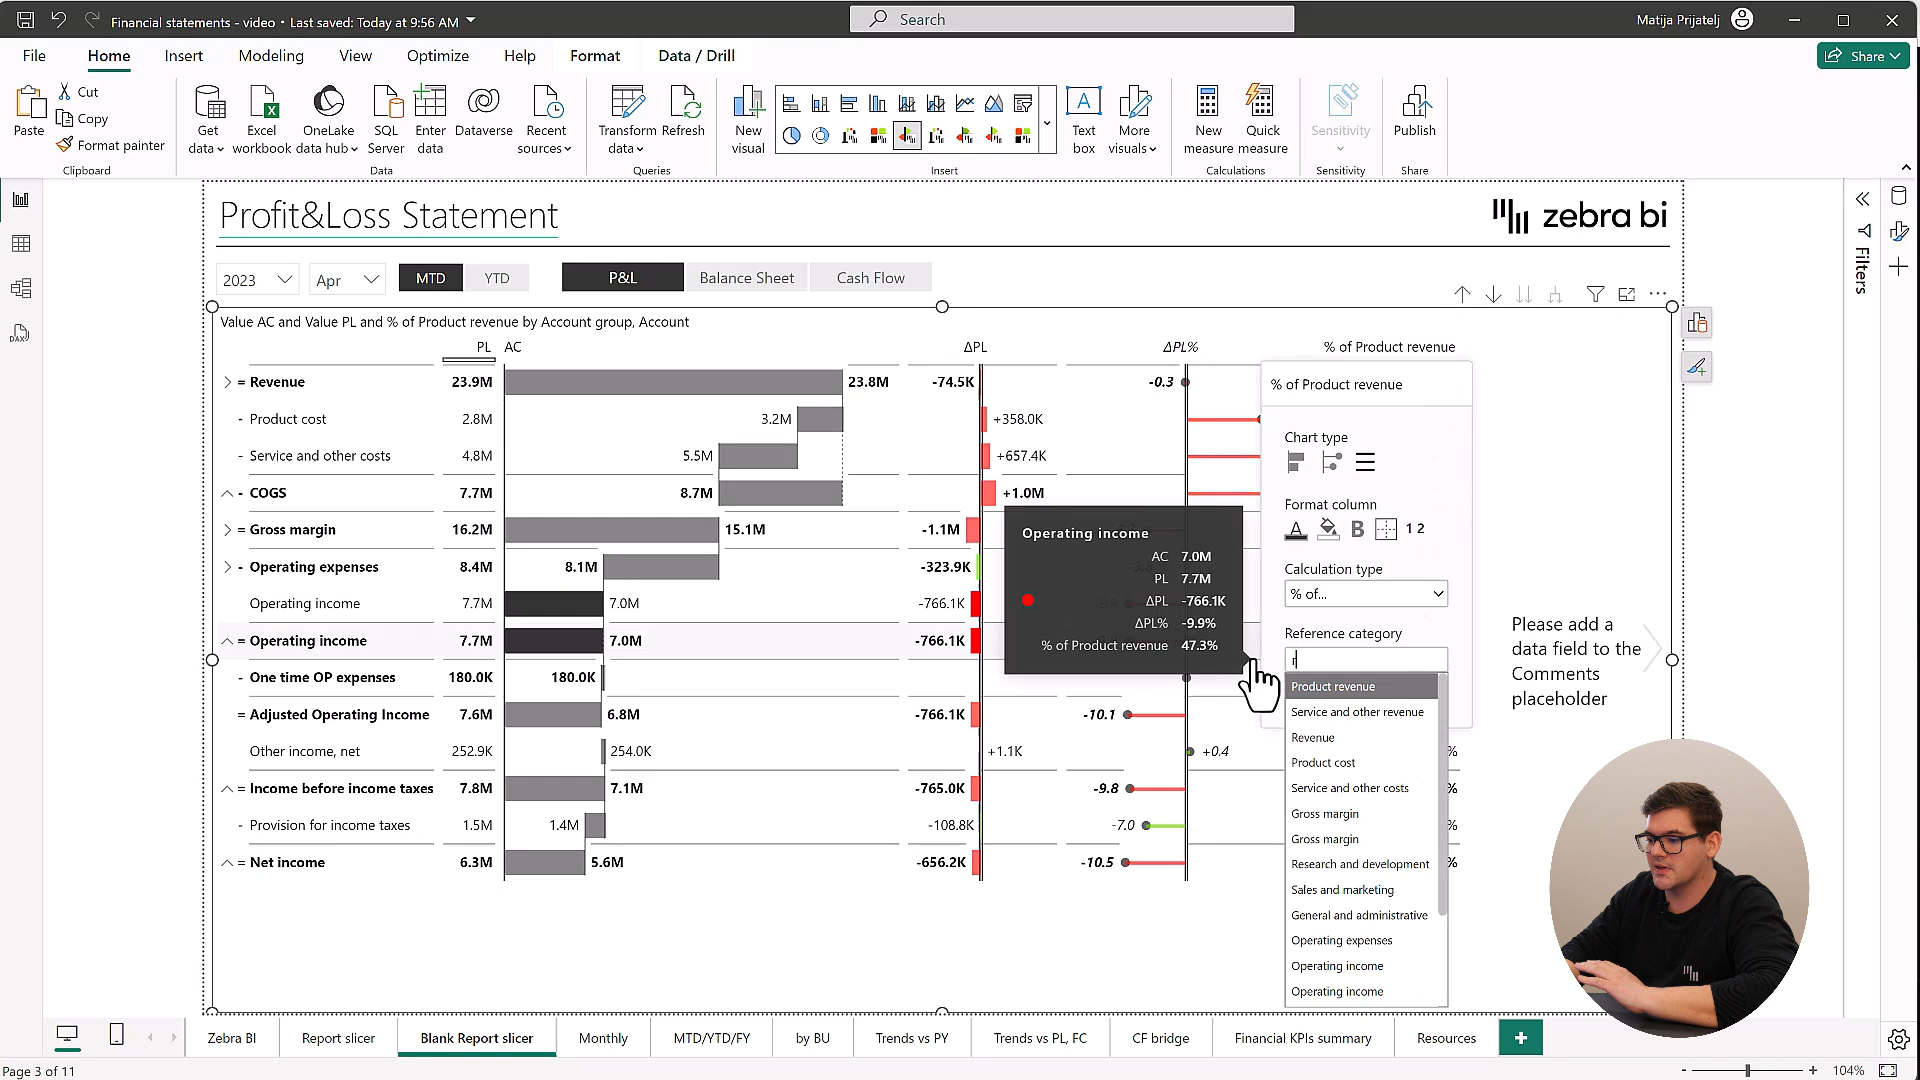 Financial statements - video • Last saved: Today at 9:56 AM
Search
Matija Prijatelj
File Home Insert Modeling View Optimize Help Format Data / Drill
Share
Paste
Cut
Copy
Format painter
Clipboard
Get data
Excel workbook
OneLake data hub
SQL Server
Enter data
Dataverse
Recent sources
Data
Transform data
Refresh
Queries
New visual
Insert
Text box
More visuals
New measure
Quick measure
Calculations
Sensitivity
Sensitivity
Publish
Share
DAX
Profit&Loss Statement
zebra bi
2023 Apr MTD YTD P&L Balance Sheet Cash Flow
Filters
Value AC and Value PL and % of Product revenue by Account group, Account
PL AC ΔPL ΔPL% % of Product revenue
= Revenue 23.9M 23.8M -74.5K -0.3
- Product cost 2.8M 3.2M +358.0K
- Service and other costs 4.8M 5.5M +657.4K
- COGS 7.7M 8.7M +1.0M
= Gross margin 16.2M 15.1M -1.1M
- Operating expenses 8.4M 8.1M -323.9K
Operating income 7.7M 7.0M -766.1K
= Operating income 7.7M 7.0M -766.1K
- One time OP expenses 180.0K 180.0K
= Adjusted Operating Income 7.6M 6.8M -766.1K -10.1
Other income, net 252.9K 254.0K +1.1K +0.4 %
= Income before income taxes 7.8M 7.1M -765.0K -9.8 %
- Provision for income taxes 1.5M 1.4M -108.8K -7.0 %
= Net income 6.3M 5.6M -656.2K -10.5 %
Operating income
AC 7.0M
PL 7.7M
ΔPL -766.1K
ΔPL% -9.9%
% of Product revenue 47.3%
% of Product revenue
Chart type
Format column
A B 1 2
Calculation type
% of...
Reference category
r
Product revenue
Service and other revenue
Revenue
Product cost
Service and other costs
Gross margin
Gross margin
Research and development
Sales and marketing
General and administrative
Operating expenses
Operating income
Operating income
Please add a
data field to the
Comments
placeholder
Zebra BI Report slicer Blank Report slicer Monthly MTD/YTD/FY by BU Trends vs PY Trends vs PL, FC CF bridge Financial KPIs summary Resources +
Page 3 of 11
- + 104%